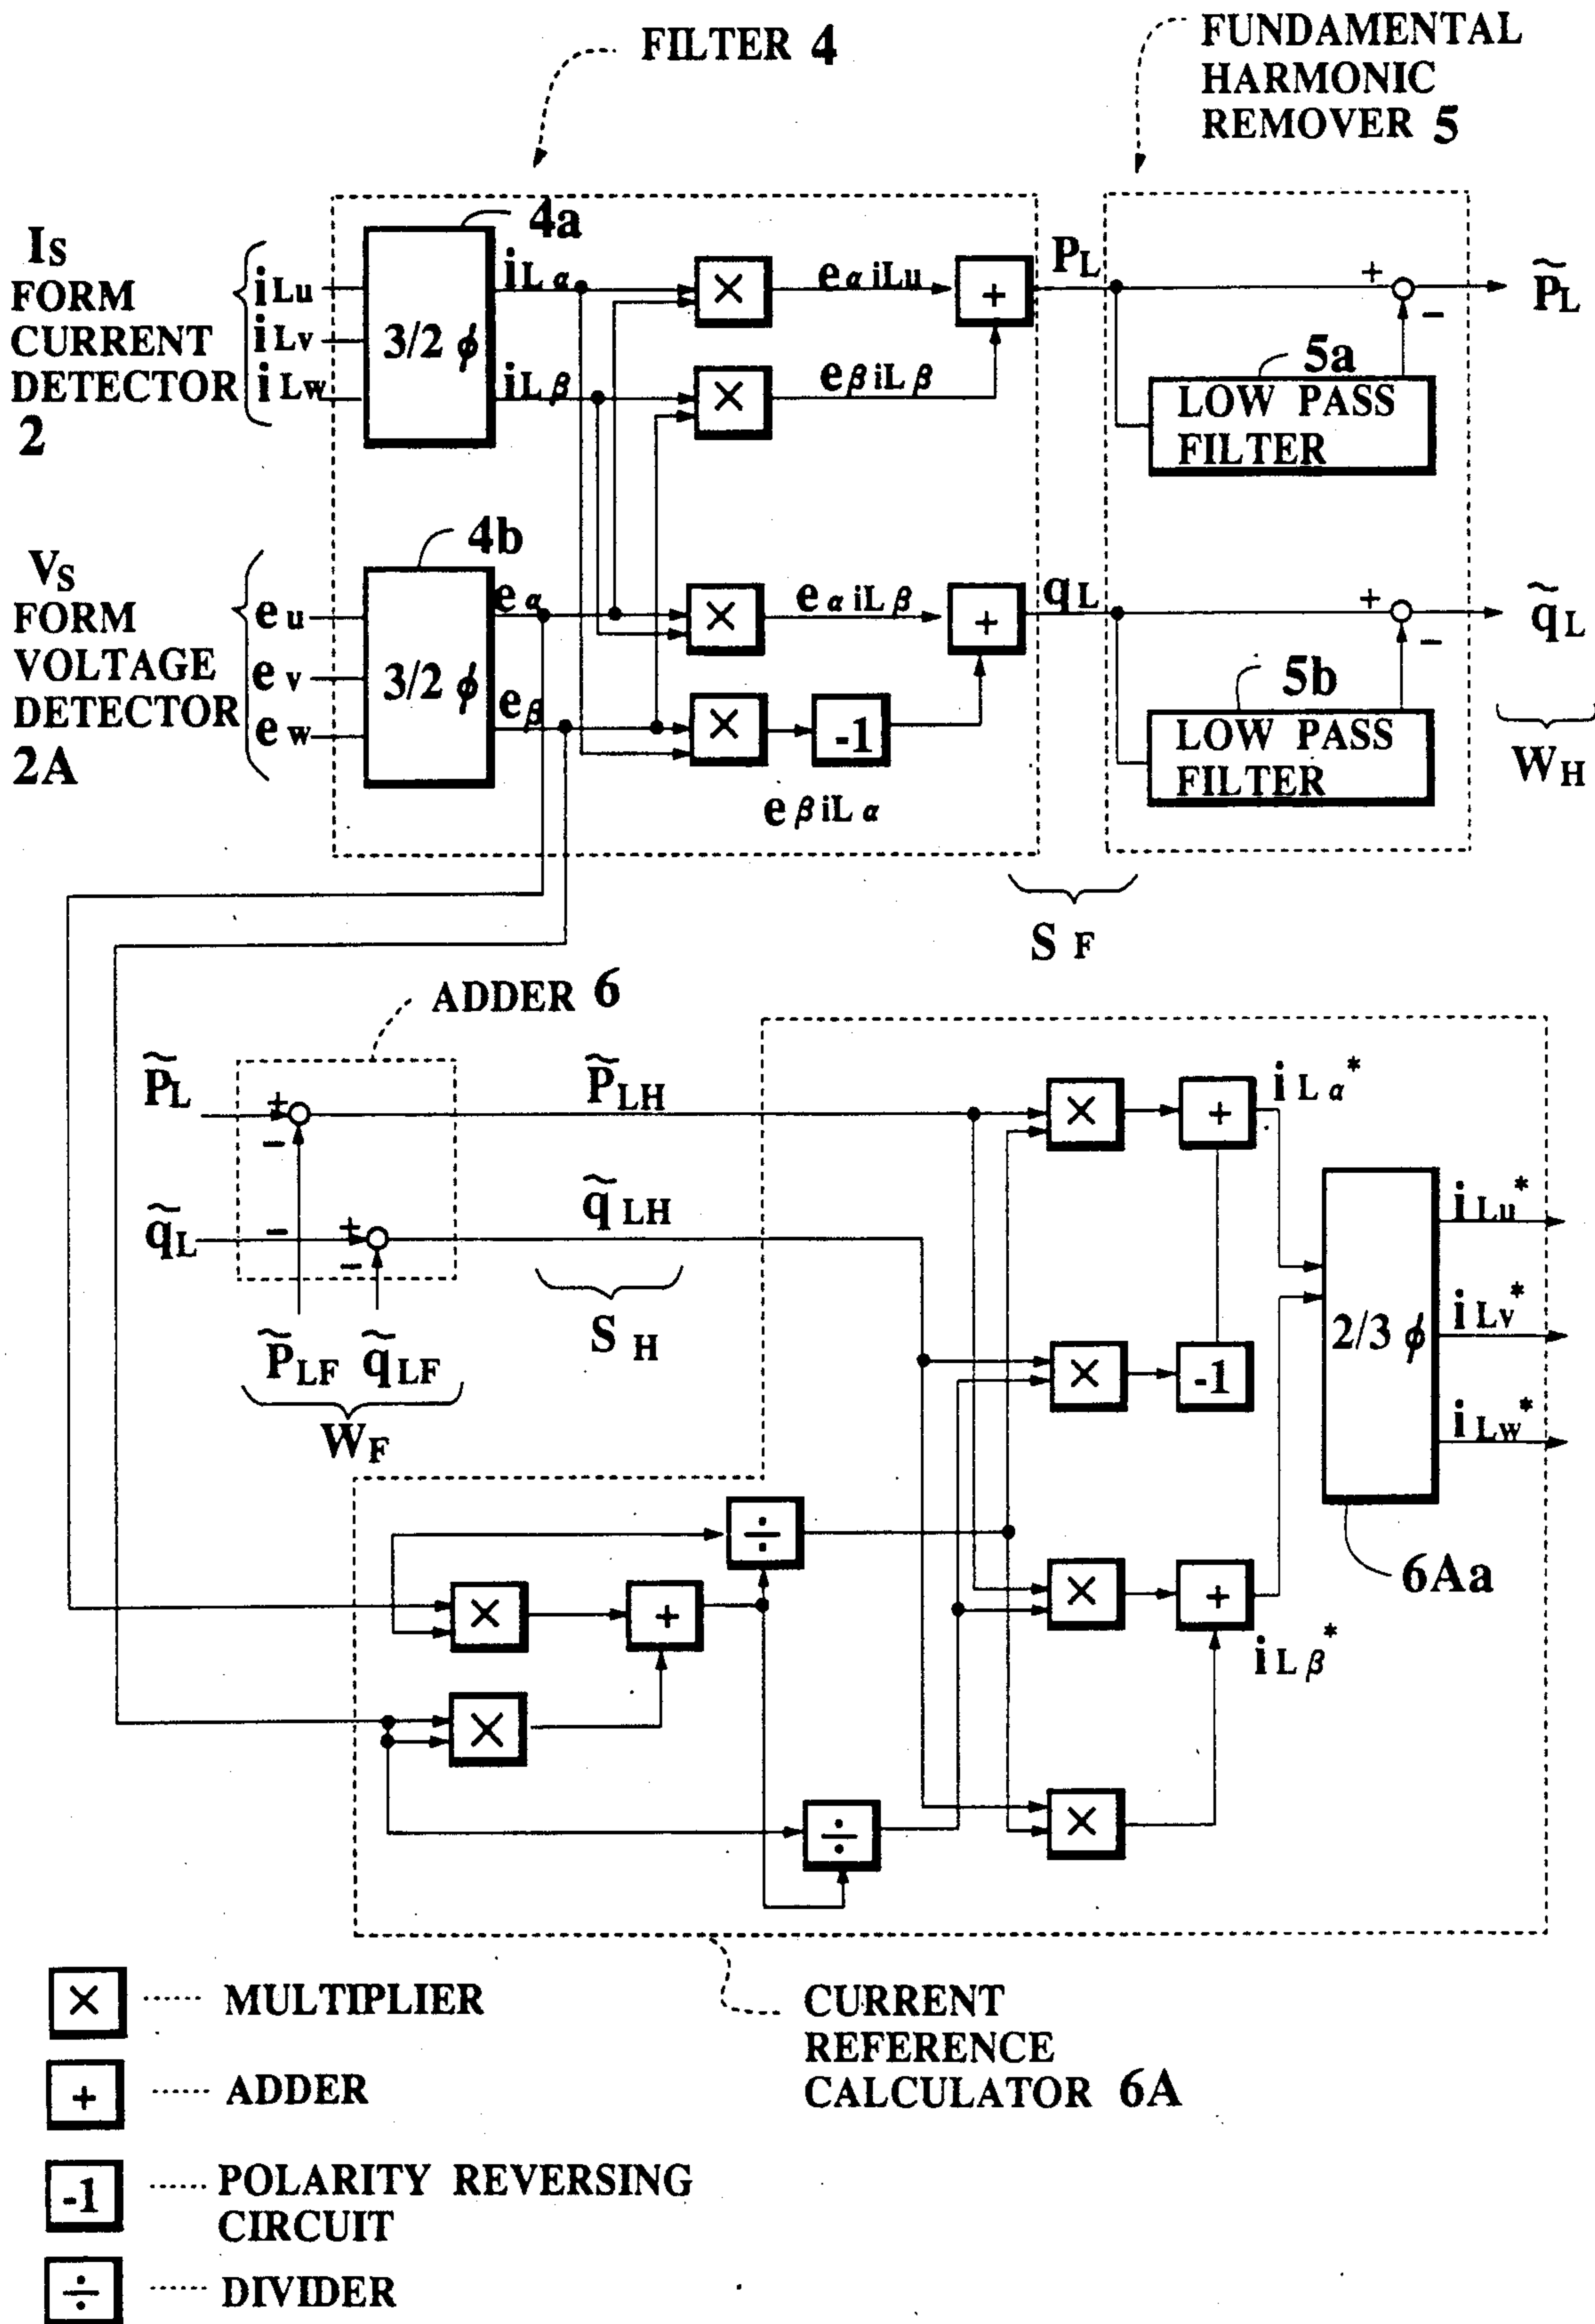 FILTER 4
FUNDAMENTAL
HARMONIC
REMOVER 5
IS
FORM
CURRENT
DETECTOR
2
iLu
iLv
iLw
4a
3/2 ϕ
iLα
iLβ
×
×
eα iLu
eβ iLβ
+
PL
+
−
P̃L
5a
LOW PASS
FILTER
VS
FORM
VOLTAGE
DETECTOR
2A
eu
ev
ew
4b
3/2 ϕ
eα
eβ
×
×
eα iLβ
-1
eβ iLα
+
qL
+
−
q̃L
5b
LOW PASS
FILTER
WH
SF
ADDER 6
P̃L
+
−
P̃LH
q̃L
−
+
−
q̃LH
SH
P̃LF q̃LF
WF
×
+
iLα*
×
-1
2/3 ϕ
iLu*
iLv*
iLw*
6Aa
÷
×
+
×
÷
×
+
iLβ*
×
× ...... MULTIPLIER
+ ...... ADDER
-1 ...... POLARITY REVERSING
CIRCUIT
÷ ...... DIVIDER
CURRENT
REFERENCE
CALCULATOR 6A